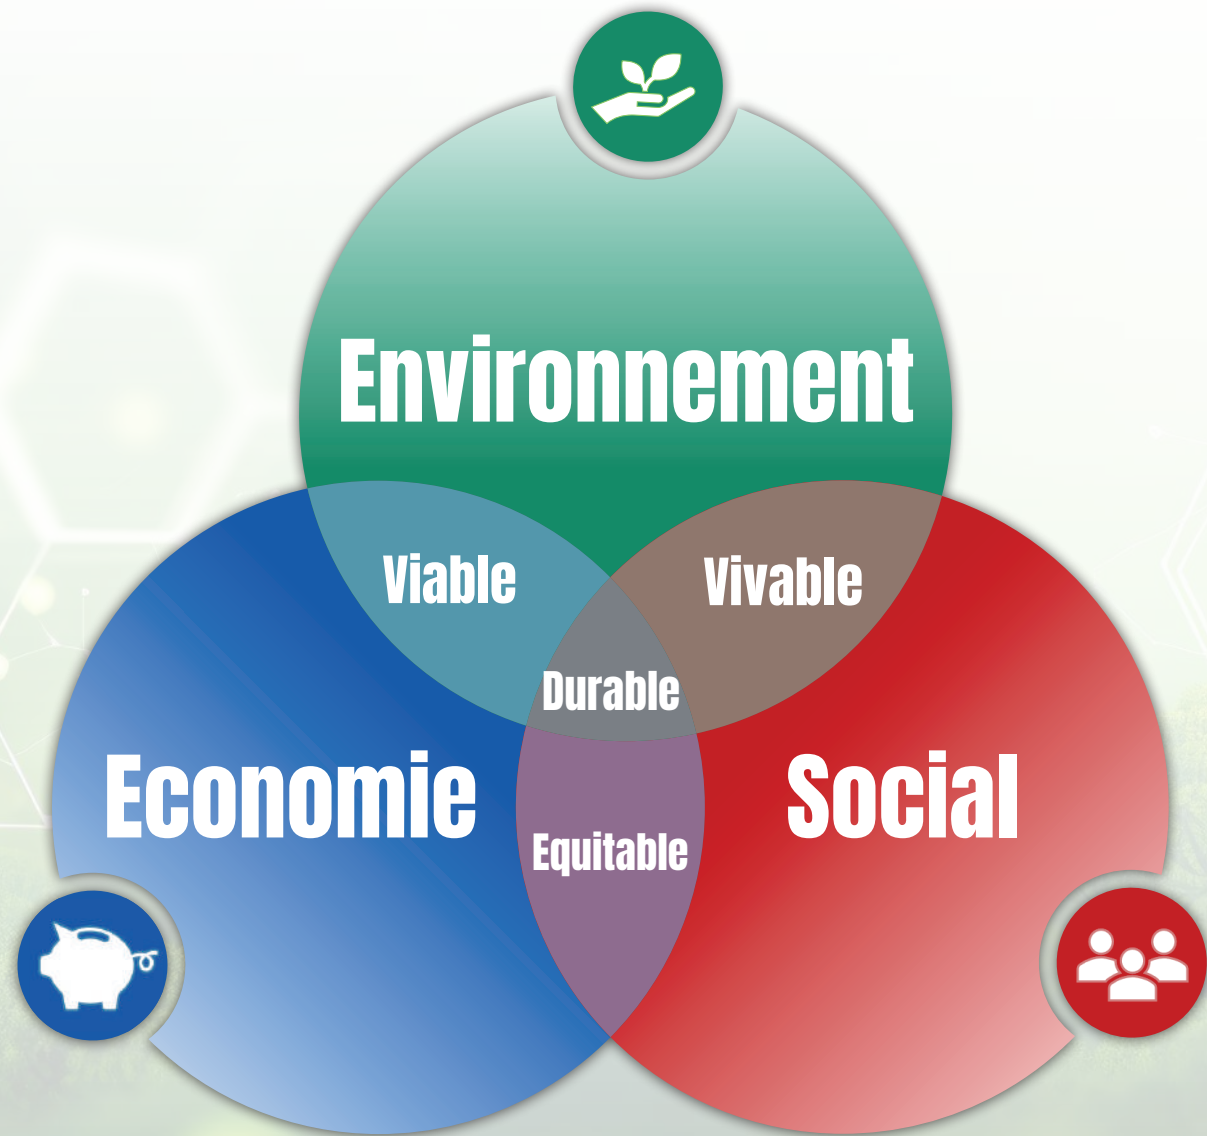 Environnement
Viable
Vivable
Durable
Economie
Social
Equitable